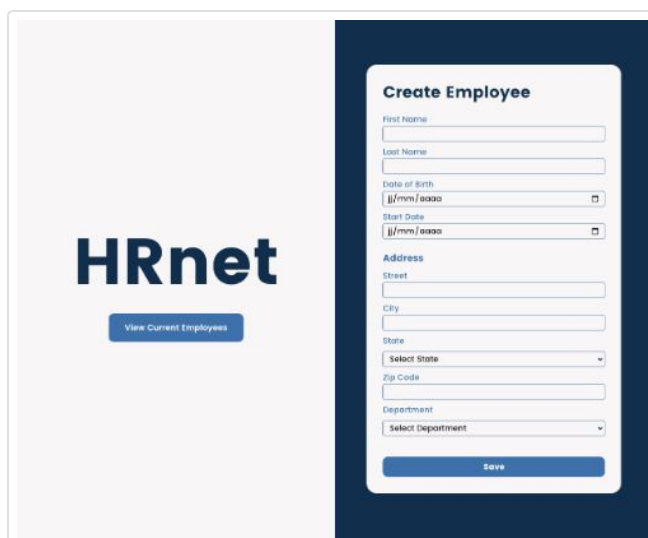 HRnet
View Current Employees
Create Employee
First Name
Last Name
Date of Birth
jj/mm/aaaa
Start Date
jj/mm/aaaa
Address
Street
City
State
Select State
Zip Code
Department
Select Department
Save